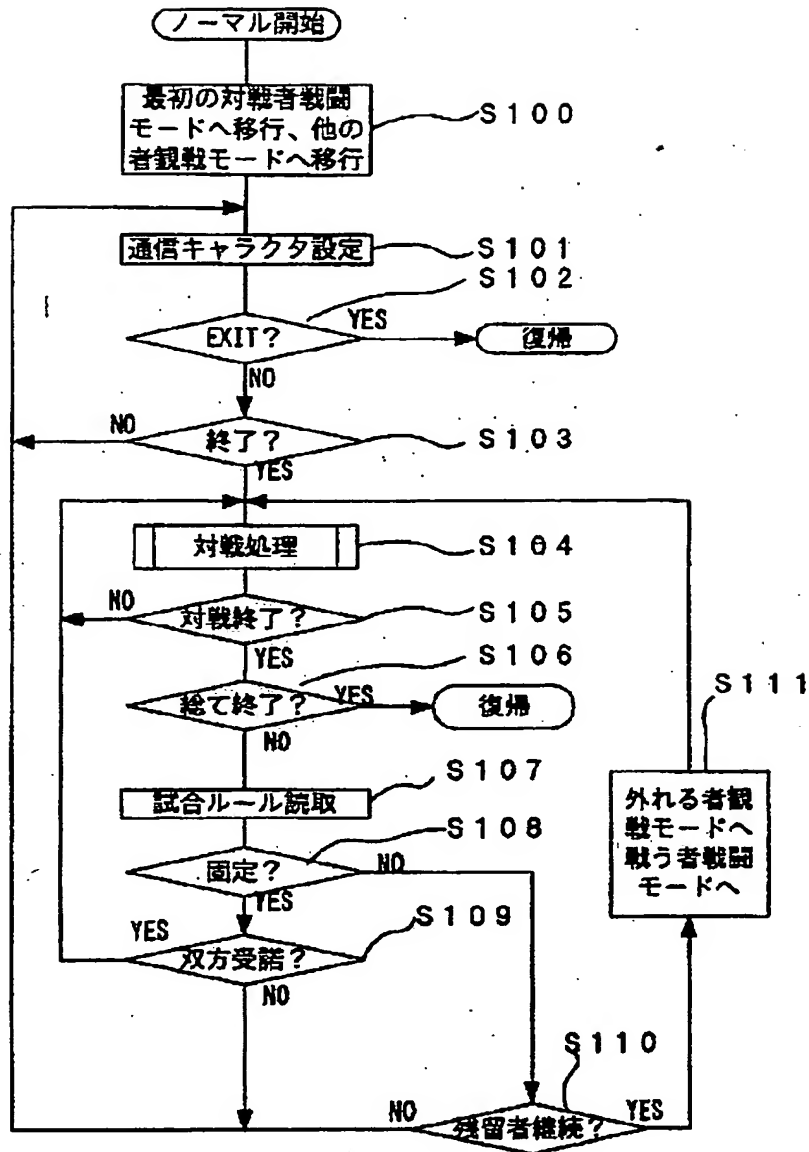 ノーマル開始
最初の対戦者戦闘
モードへ移行、他の
者観戦モードへ移行
S100
通信キャラクタ設定
S101
S102
EXIT?
YES
復帰
NO
NO
終了?
S103
YES
対戦処理
S104
NO
対戦終了?
S105
YES
S106
総て終了?
YES
復帰
NO
S111
S107
試合ルール読取
外れる者観
戦モードへ
戦う者戦闘
モードへ
S108
固定?
NO
YES
S109
YES
双方受諾?
NO
S110
NO
残留者継続?
YES